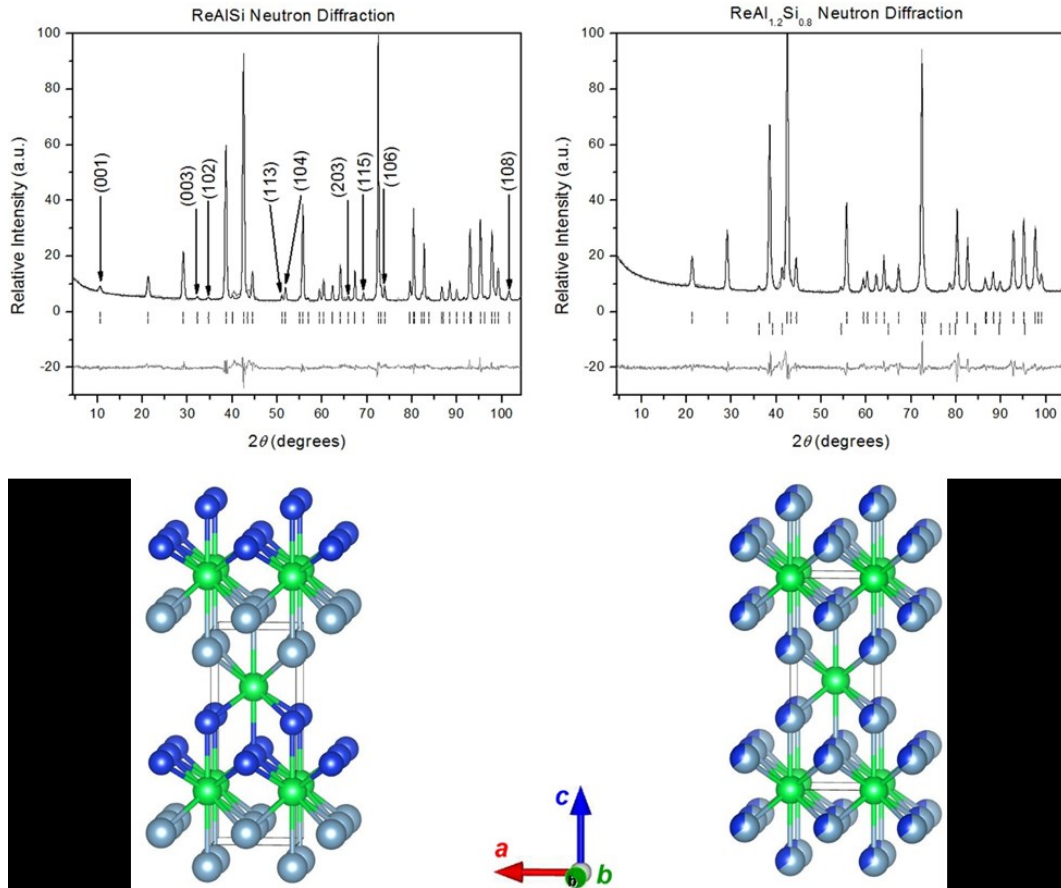 ReAlSi Neutron Diffraction
100
80
60
40
20
0
-20
Relative Intensity (a.u.)
(001)
(003)
(102)
(113)
(104)
(203)
(115)
(106)
(108)
10 20 30 40 50 60 70 80 90 100
2θ (degrees)
ReAl1.2Si0.8 Neutron Diffraction
100
80
60
40
20
0
-20
Relative Intensity (a.u.)
10 20 30 40 50 60 70 80 90 100
2θ (degrees)
c
a
b
b